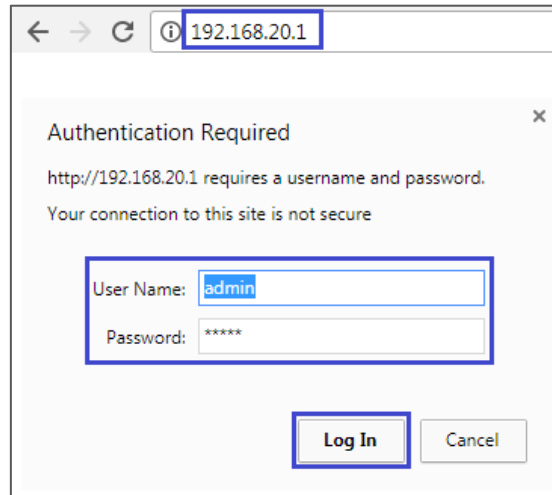 192.168.20.1
Authentication Required
http://192.168.20.1 requires a username and password.
Your connection to this site is not secure
User Name: admin
Password: *****
Log In Cancel